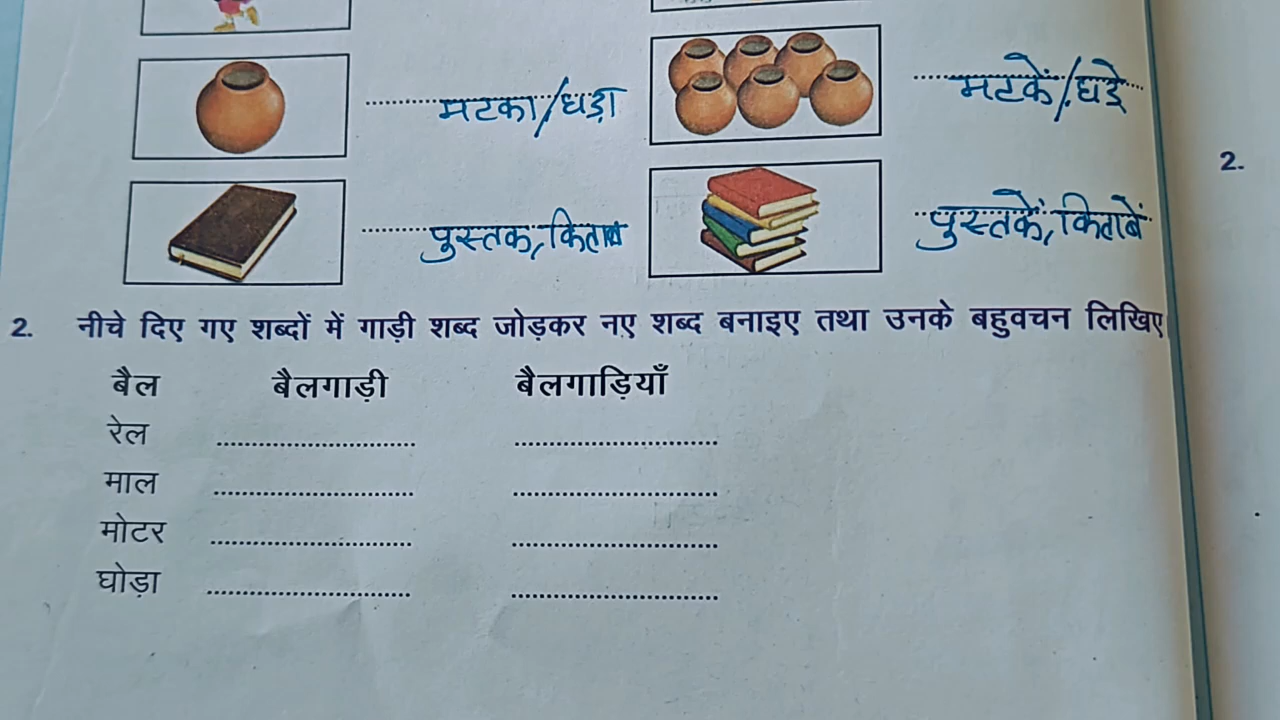 मटका/घड़ा
मटकें/घड़े
पुस्तक,किताब
पुस्तकें,किताबें
2. नीचे दिए गए शब्दों में गाड़ी शब्द जोड़कर नए शब्द बनाइए तथा उनके बहुवचन लिखिए
बैल बैलगाड़ी बैलगाड़ियाँ
रेल
माल
मोटर
घोड़ा
2.